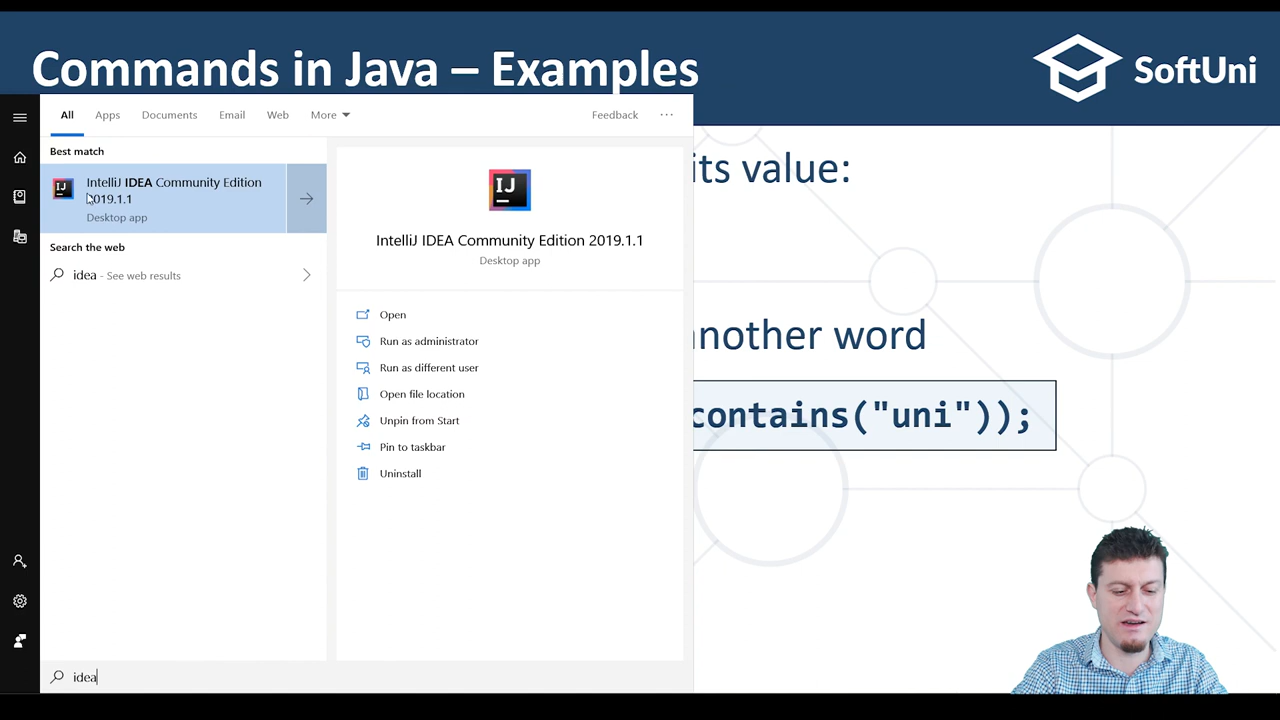 Commands in Java – Examples
SoftUni
All Apps Documents Email Web More Feedback ...
Best match
IntelliJ IDEA Community Edition
2019.1.1
Desktop app
Search the web
idea - See web results
IJ
IntelliJ IDEA Community Edition 2019.1.1
Desktop app
Open
Run as administrator
Run as different user
Open file location
Unpin from Start
Pin to taskbar
Uninstall
idea
its value:
another word
contains("uni"));